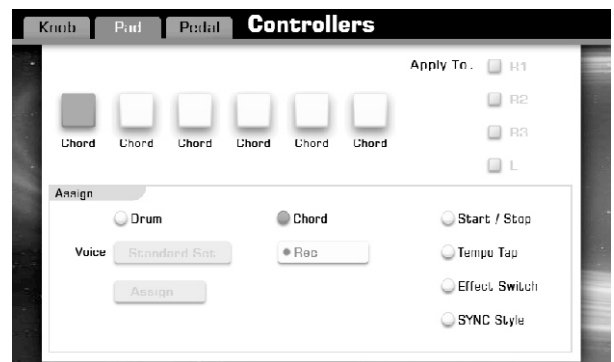 Knob Pad Pedal Controllers
Apply To. R1
R2
R3
L
Chord Chord Chord Chord Chord Chord
Assign
Drum Chord Start / Stop
Voice Standard Set Rec Tempo Tap
Assign Effect Switch
SYNC Style